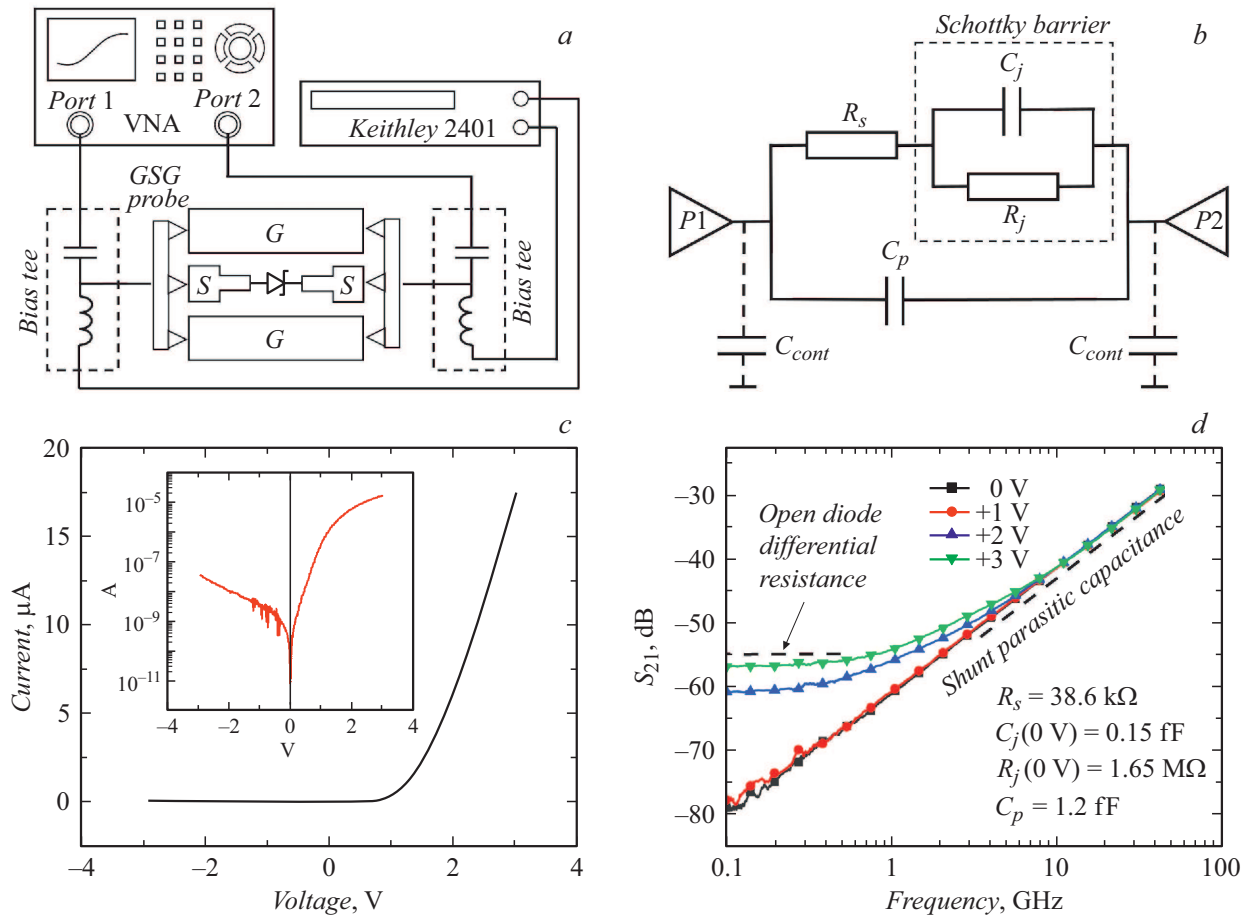 a
Port 1
Port 2
VNA
Keithley 2401
GSG
probe
Bias tee
G
S
S
G
Bias tee
b
Schottky barrier
C_j
R_s
R_j
P1
P2
C_p
C_cont
C_cont
c
20
15
10
5
0
Current, μA
−4
−2
0
2
4
Voltage, V
10⁻⁵
10⁻⁷
10⁻⁹
10⁻¹¹
A
−4
−2
0
2
4
V
d
−30
−40
−50
−60
−70
−80
S₂₁, dB
0 V
+1 V
+2 V
+3 V
Open diode
differential
resistance
Shunt parasitic capacitance
R_s = 38.6 kΩ
C_j (0 V) = 0.15 fF
R_j (0 V) = 1.65 MΩ
C_p = 1.2 fF
0.1
1
10
100
Frequency, GHz